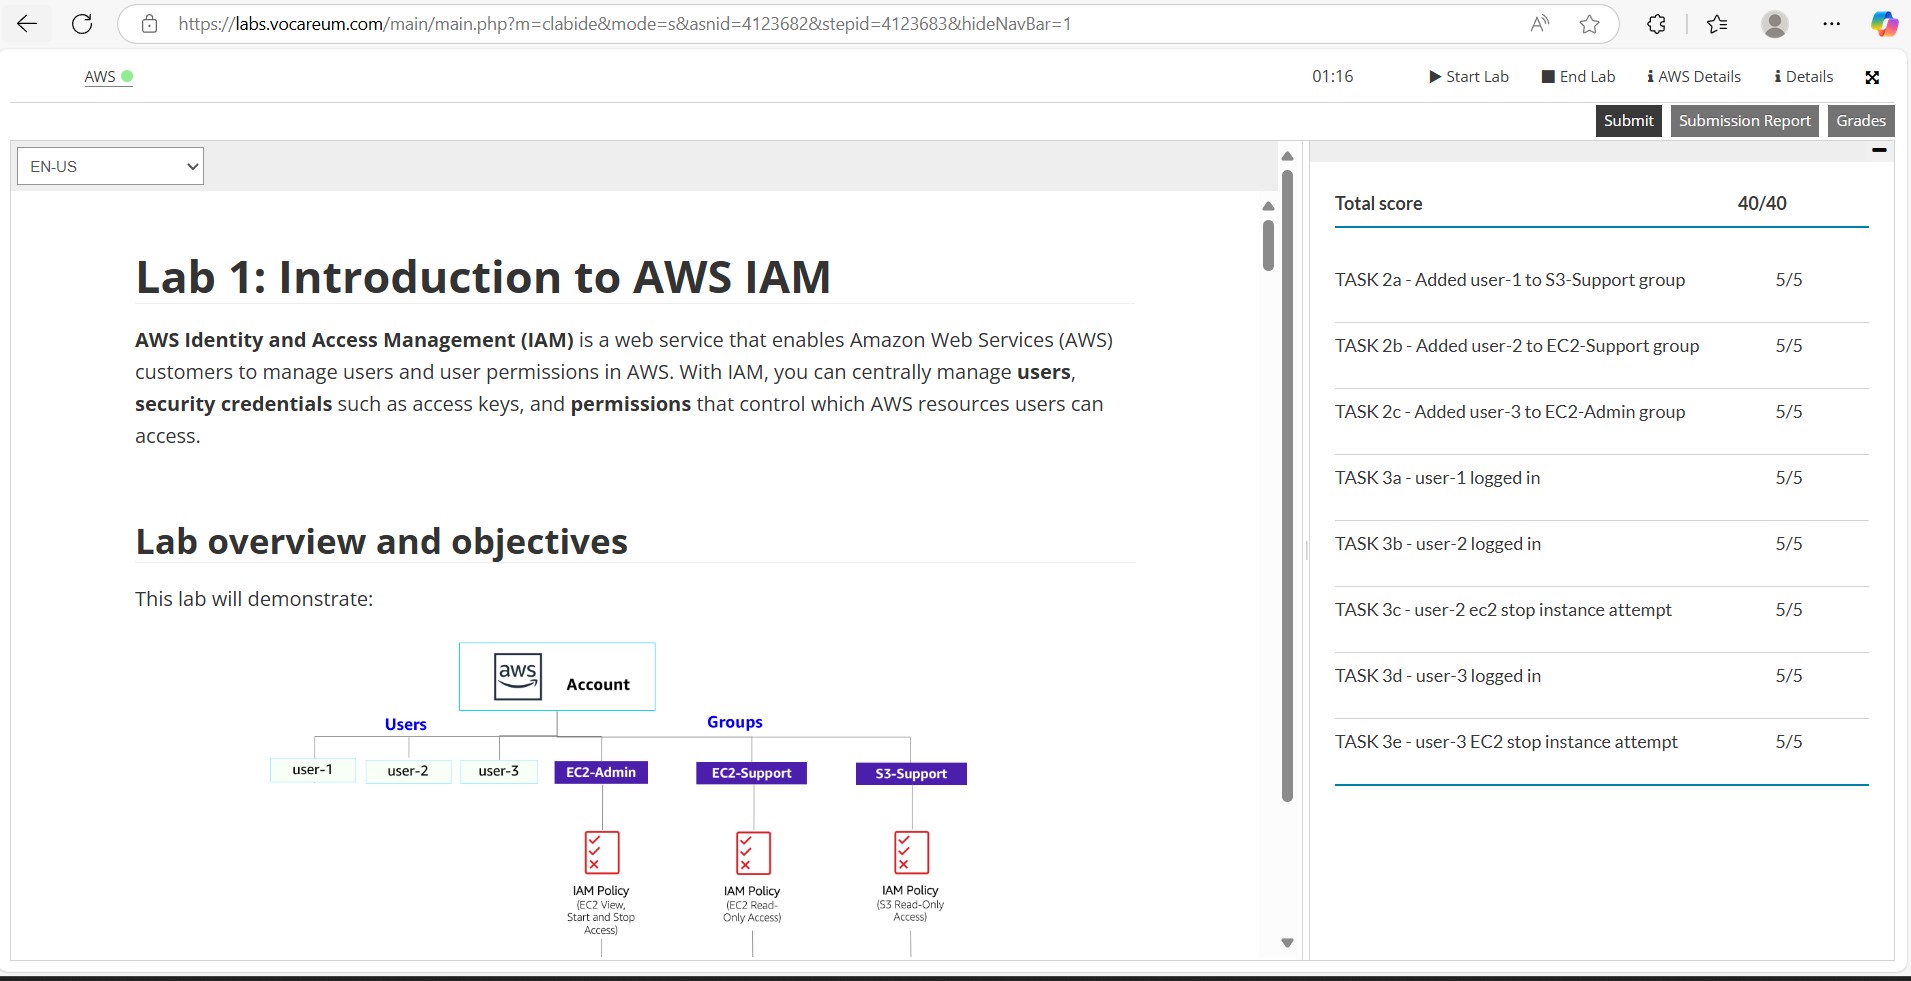 https://labs.vocareum.com/main/main.php?m=clabide&mode=s&asnid=4123682&stepid=4123683&hideNavBar=1
AWS
01:16
Start Lab
End Lab
AWS Details
Details
Submit
Submission Report
Grades
EN-US
Lab 1: Introduction to AWS IAM
AWS Identity and Access Management (IAM) is a web service that enables Amazon Web Services (AWS)
customers to manage users and user permissions in AWS. With IAM, you can centrally manage users,
security credentials such as access keys, and permissions that control which AWS resources users can
access.
Lab overview and objectives
This lab will demonstrate:
aws
Account
Users
Groups
user-1
user-2
user-3
EC2-Admin
EC2-Support
S3-Support
IAM Policy
(EC2 View,
Start and Stop
Access)
IAM Policy
(EC2 Read-
Only Access)
IAM Policy
(S3 Read-Only
Access)
Total score 40/40
TASK 2a - Added user-1 to S3-Support group 5/5
TASK 2b - Added user-2 to EC2-Support group 5/5
TASK 2c - Added user-3 to EC2-Admin group 5/5
TASK 3a - user-1 logged in 5/5
TASK 3b - user-2 logged in 5/5
TASK 3c - user-2 ec2 stop instance attempt 5/5
TASK 3d - user-3 logged in 5/5
TASK 3e - user-3 EC2 stop instance attempt 5/5